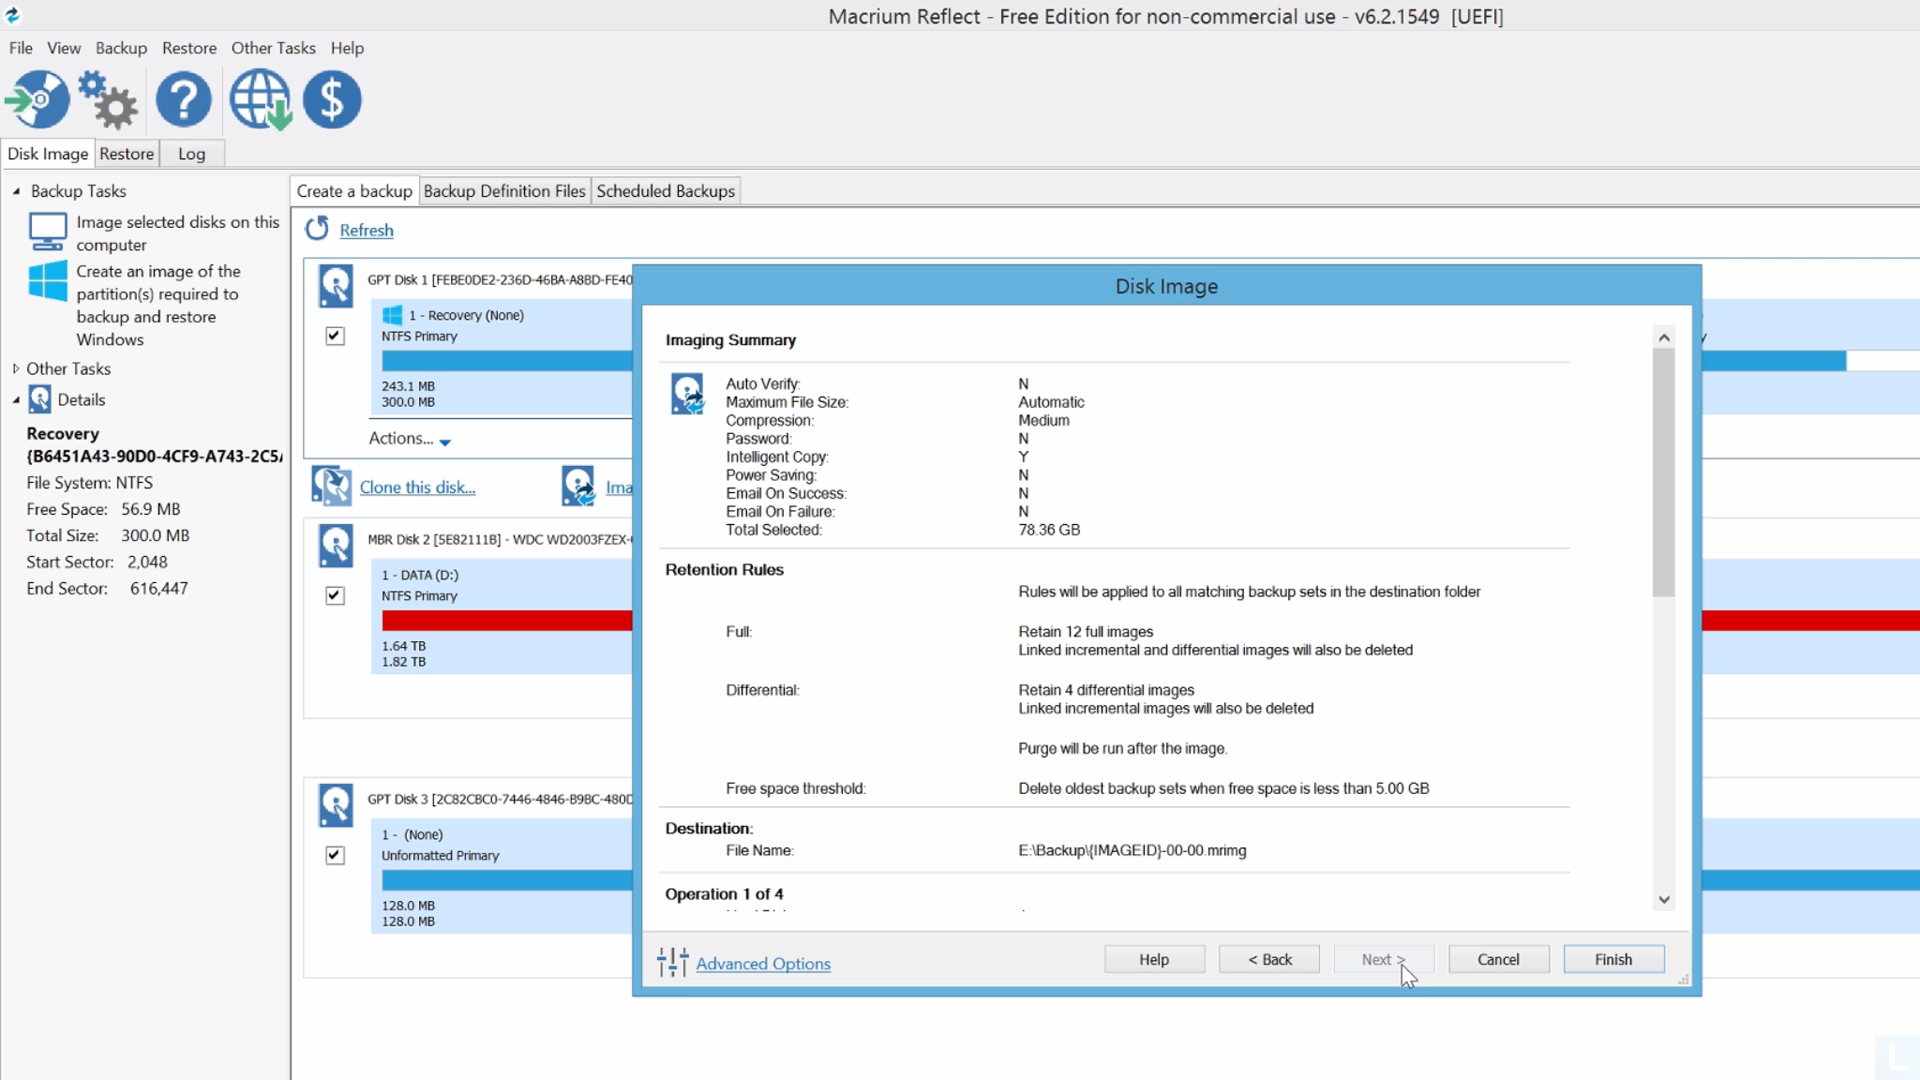 Macrium Reflect - Free Edition for non-commercial use - v6.2.1549 [UEFI]
File View Backup Restore Other Tasks Help
Disk Image Restore Log
Backup Tasks
Image selected disks on this
computer
Create an image of the
partition(s) required to
backup and restore
Windows
Other Tasks
Details
Recovery
{B6451A43-90D0-4CF9-A743-2C5
File System: NTFS
Free Space: 56.9 MB
Total Size: 300.0 MB
Start Sector: 2,048
End Sector: 616,447
Create a backup Backup Definition Files Scheduled Backups
Refresh
GPT Disk 1 [FEBE0DE2-236D-46BA-A8BD-FE40
1 - Recovery (None)
NTFS Primary
243.1 MB
300.0 MB
Actions...
Clone this disk... Ima
MBR Disk 2 [5E82111B] - WDC WD2003FZEX-
1 - DATA (D:)
NTFS Primary
1.64 TB
1.82 TB
GPT Disk 3 [2C82CBC0-7446-4846-B9BC-480D
1 - (None)
Unformatted Primary
128.0 MB
128.0 MB
Disk Image
Imaging Summary
Auto Verify: N
Maximum File Size: Automatic
Compression: Medium
Password: N
Intelligent Copy: Y
Power Saving: N
Email On Success: N
Email On Failure: N
Total Selected: 78.36 GB
Retention Rules
Rules will be applied to all matching backup sets in the destination folder
Full: Retain 12 full images
Linked incremental and differential images will also be deleted
Differential: Retain 4 differential images
Linked incremental images will also be deleted
Purge will be run after the image.
Free space threshold: Delete oldest backup sets when free space is less than 5.00 GB
Destination:
File Name: E:\Backup\{IMAGEID}-00-00.mrimg
Operation 1 of 4
Advanced Options
Help < Back Next > Cancel Finish
L